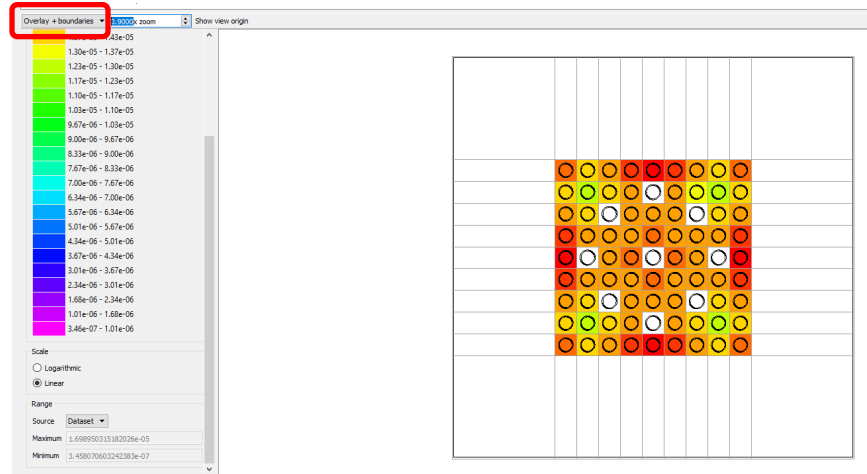 Overlay + boundaries
0.9000x zoom
Show view origin
1.30e-05 - 1.37e-05
1.23e-05 - 1.30e-05
1.17e-05 - 1.23e-05
1.10e-05 - 1.17e-05
1.03e-05 - 1.10e-05
9.67e-06 - 1.03e-05
9.00e-06 - 9.67e-06
8.33e-06 - 9.00e-06
7.67e-06 - 8.33e-06
7.00e-06 - 7.67e-06
6.34e-06 - 7.00e-06
5.67e-06 - 6.34e-06
5.01e-06 - 5.67e-06
4.34e-06 - 5.01e-06
3.67e-06 - 4.34e-06
3.01e-06 - 3.67e-06
2.34e-06 - 3.01e-06
1.68e-06 - 2.34e-06
1.01e-06 - 1.68e-06
3.46e-07 - 1.01e-06
Scale
Logarithmic
Linear
Range
Source Dataset
Maximum 1.698950315182026e-05
Minimum 3.458070603242383e-07